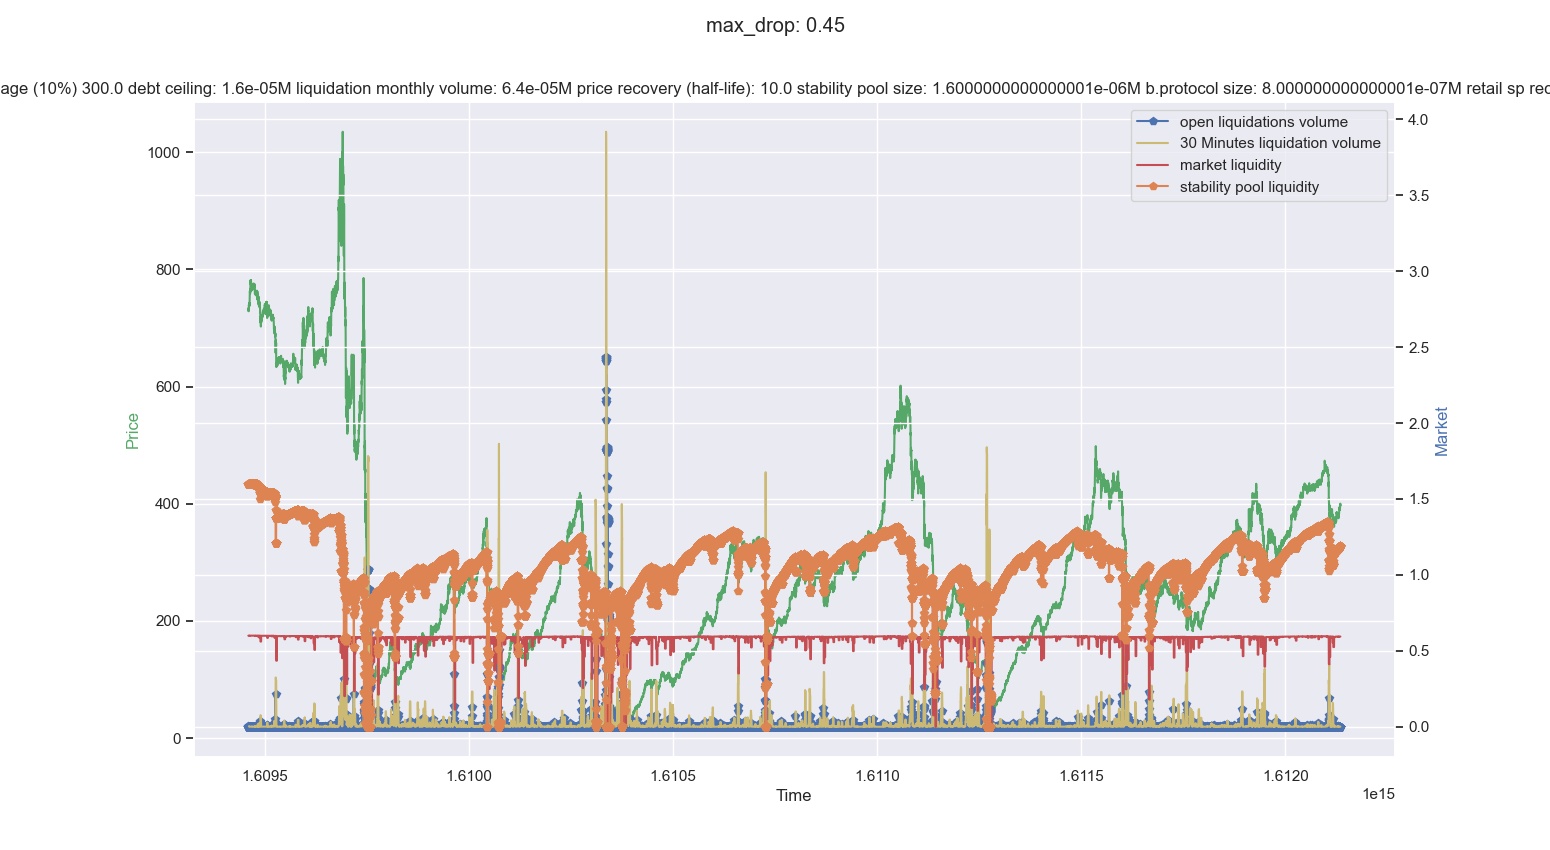 max_drop: 0.45
age (10%) 300.0 debt ceiling: 1.6e-05M liquidation monthly volume: 6.4e-05M price recovery (half-life): 10.0 stability pool size: 1.6000000000000001e-06M b.protocol size: 8.000000000000001e-07M retail sp rec
open liquidations volume
30 Minutes liquidation volume
market liquidity
stability pool liquidity
1000
800
600
400
200
0
Price
4.0
3.5
3.0
2.5
2.0
1.5
1.0
0.5
0.0
Market
1.6095 1.6100 1.6105 1.6110 1.6115 1.6120
Time
1e15